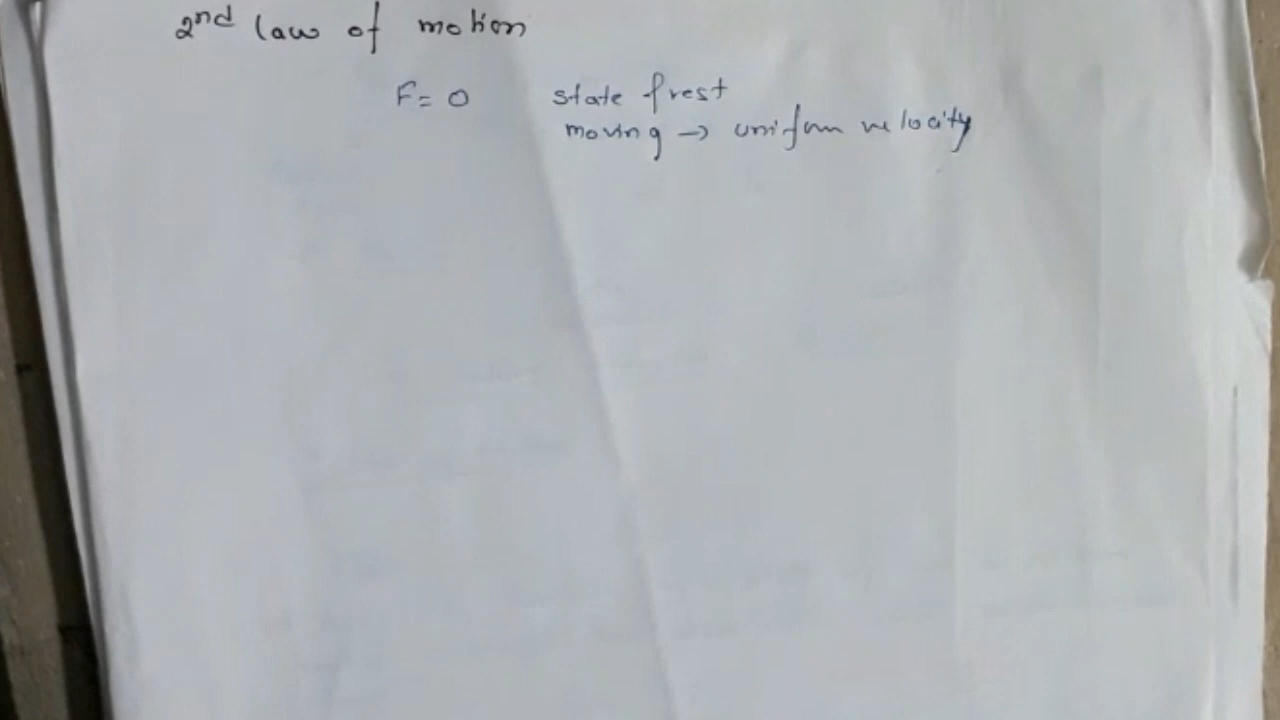 2nd law of motion
F= 0 state of rest
moving → uniform velocity